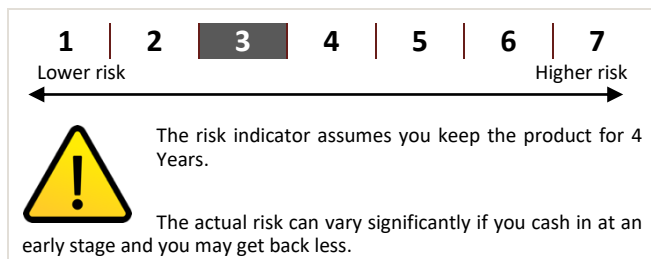 1 2 3 4 5 6 7
Lower risk Higher risk
The risk indicator assumes you keep the product for 4
Years.
The actual risk can vary significantly if you cash in at an
early stage and you may get back less.